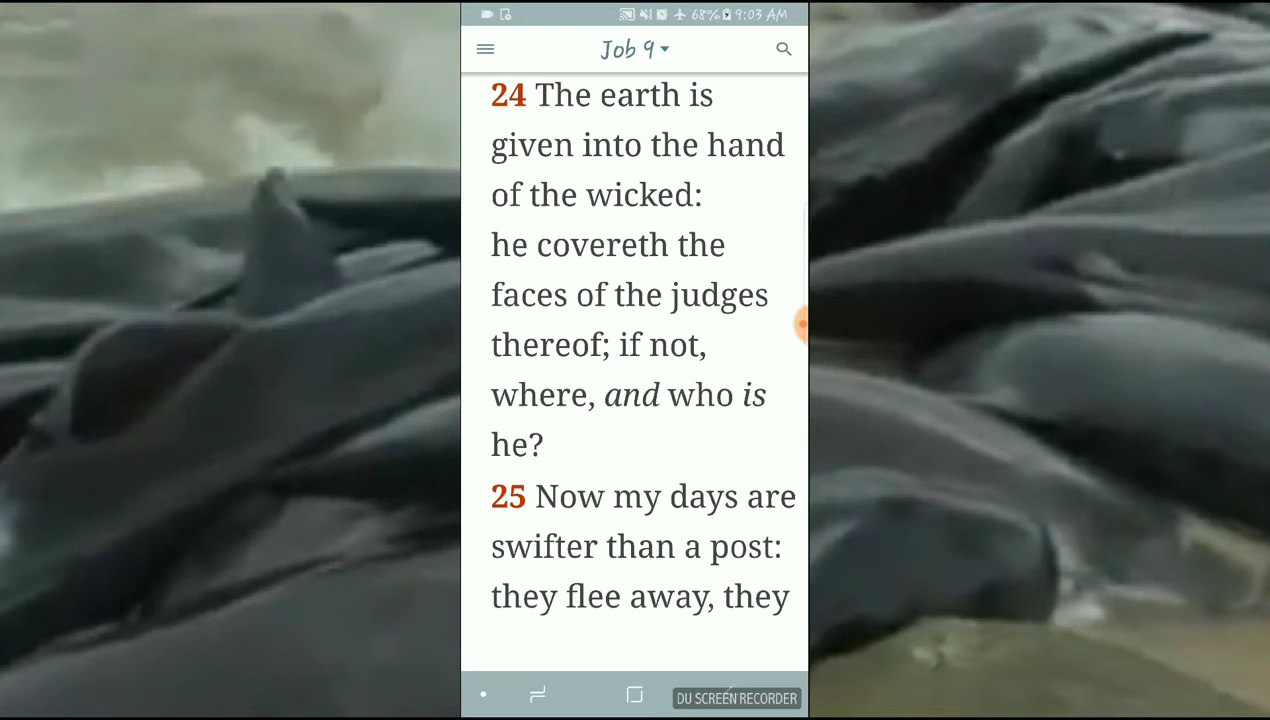 68% 9:03 AM
Job 9
24 The earth is
given into the hand
of the wicked:
he covereth the
faces of the judges
thereof; if not,
where, and who is
he?
25 Now my days are
swifter than a post:
they flee away, they
DU SCREEN RECORDER